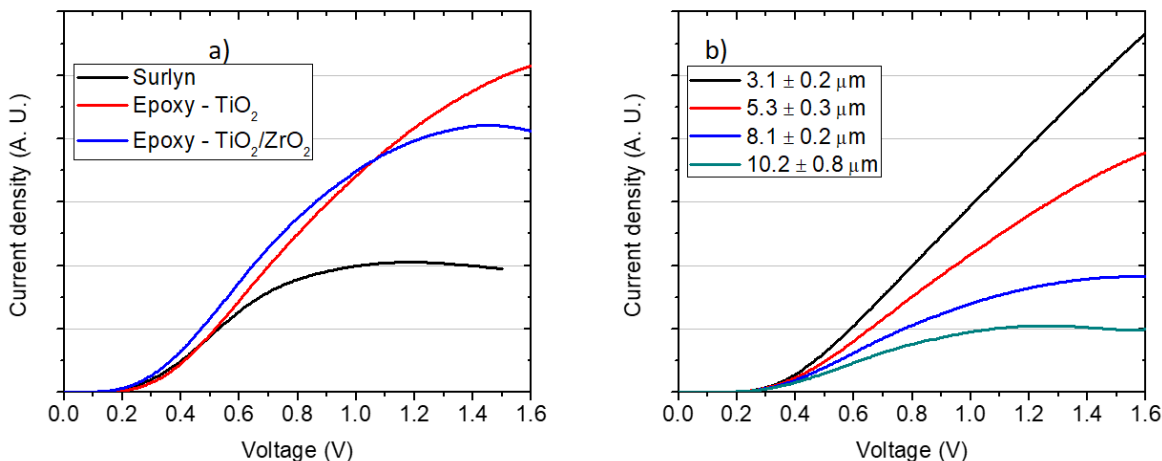 a)
Surlyn
Epoxy - TiO₂
Epoxy - TiO₂/ZrO₂
Current density (A. U.)
0.0 0.2 0.4 0.6 0.8 1.0 1.2 1.4 1.6
Voltage (V)
b)
3.1 ± 0.2 μm
5.3 ± 0.3 μm
8.1 ± 0.2 μm
10.2 ± 0.8 μm
Current density (A. U.)
0.0 0.2 0.4 0.6 0.8 1.0 1.2 1.4 1.6
Voltage (V)